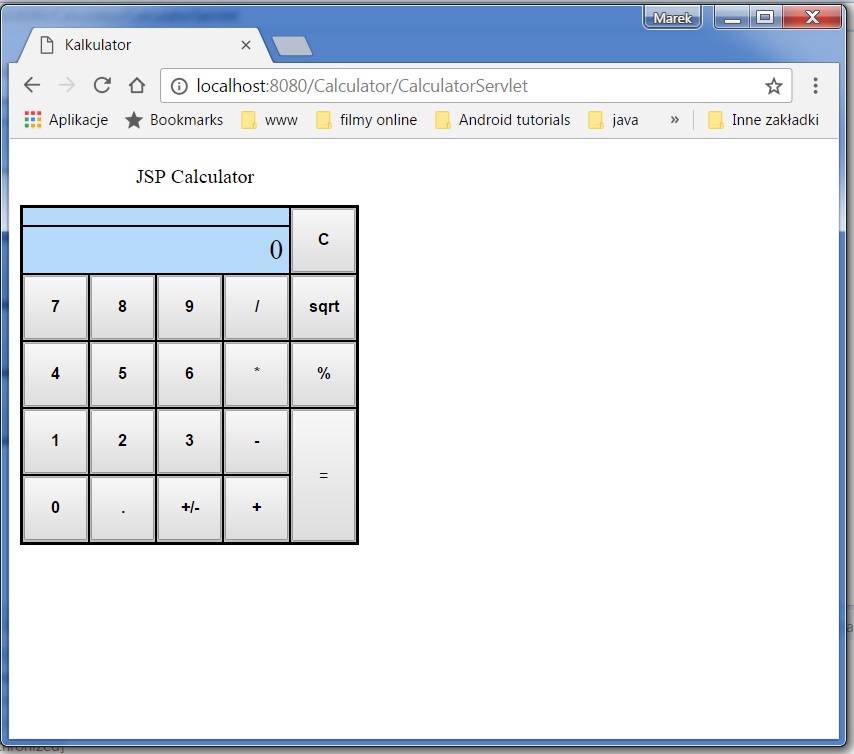 Marek
Kalkulator
localhost:8080/Calculator/CalculatorServlet
Aplikacje Bookmarks www filmy online Android tutorials java » Inne zakładki
JSP Calculator
0 C
7 8 9 / sqrt
4 5 6 * %
1 2 3 -
=
0 . +/- +